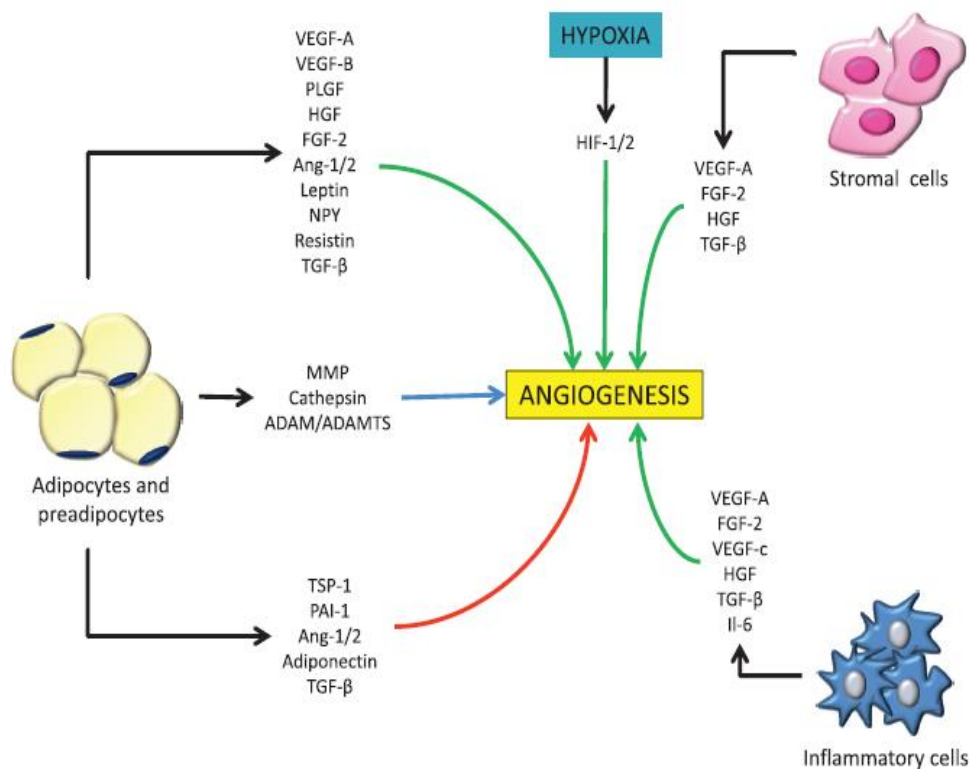 VEGF-A
VEGF-B
PLGF
HGF
FGF-2
Ang-1/2
Leptin
NPY
Resistin
TGF-β
HYPOXIA
HIF-1/2
VEGF-A
FGF-2
HGF
TGF-β
Stromal cells
MMP
Cathepsin
ADAM/ADAMTS
ANGIOGENESIS
Adipocytes and
preadipocytes
TSP-1
PAI-1
Ang-1/2
Adiponectin
TGF-β
VEGF-A
FGF-2
VEGF-c
HGF
TGF-β
Il-6
Inflammatory cells